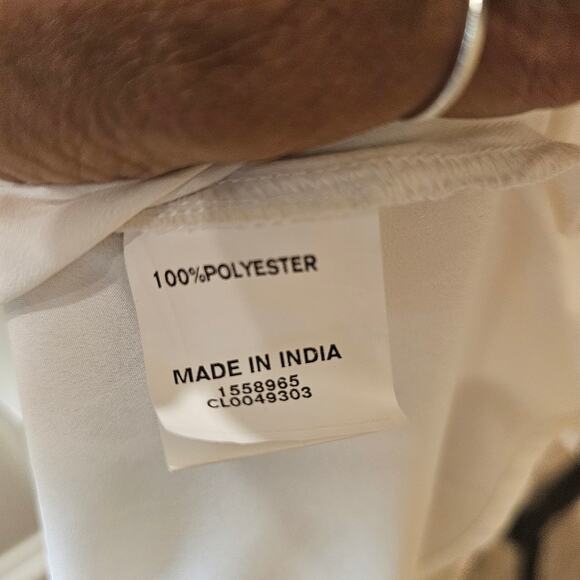 100%POLYESTER
MADE IN INDIA
1558965
CL0049303